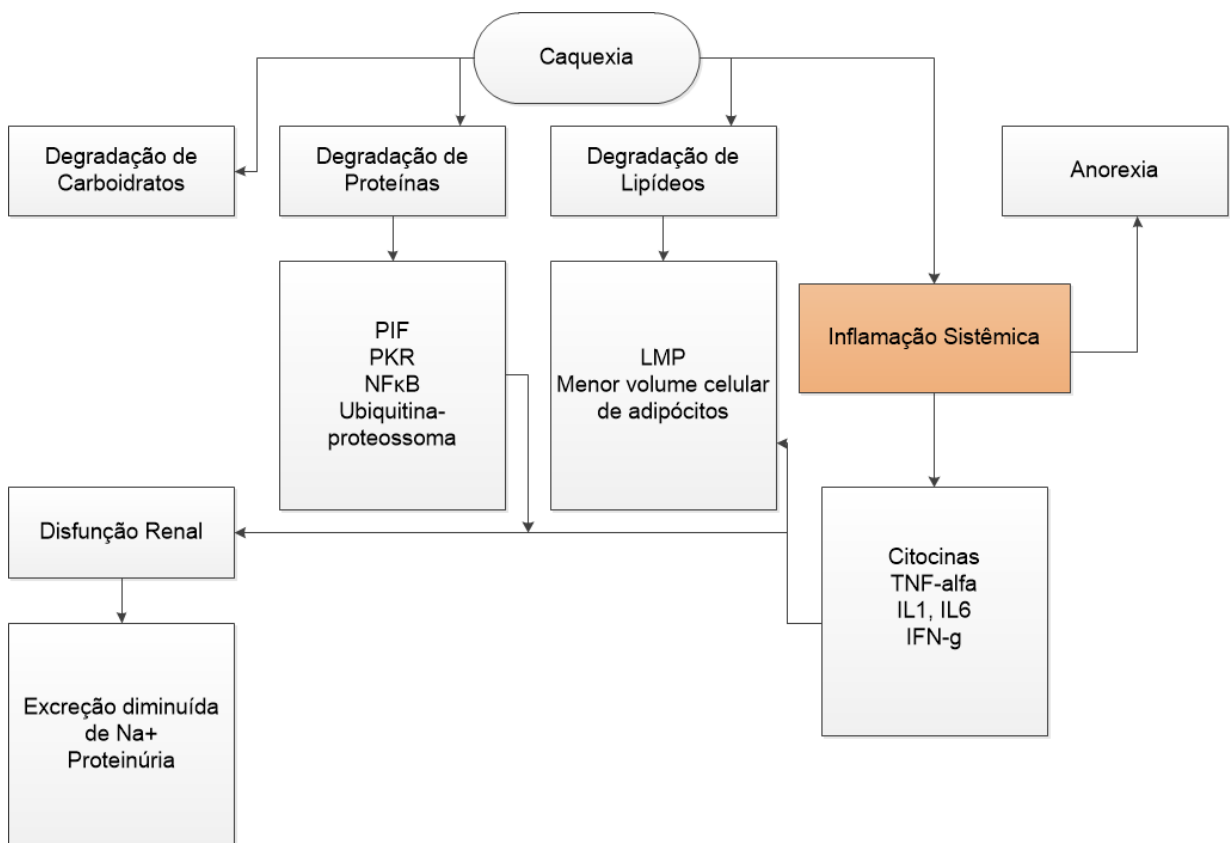 Caquexia
Degradação de
Carboidratos
Degradação de
Proteínas
Degradação de
Lipídeos
Anorexia
PIF
PKR
NFκB
Ubiquitina-
proteossoma
LMP
Menor volume celular
de adipócitos
Inflamação Sistêmica
Disfunção Renal
Citocinas
TNF-alfa
IL1, IL6
IFN-g
Excreção diminuída
de Na+
Proteinúria